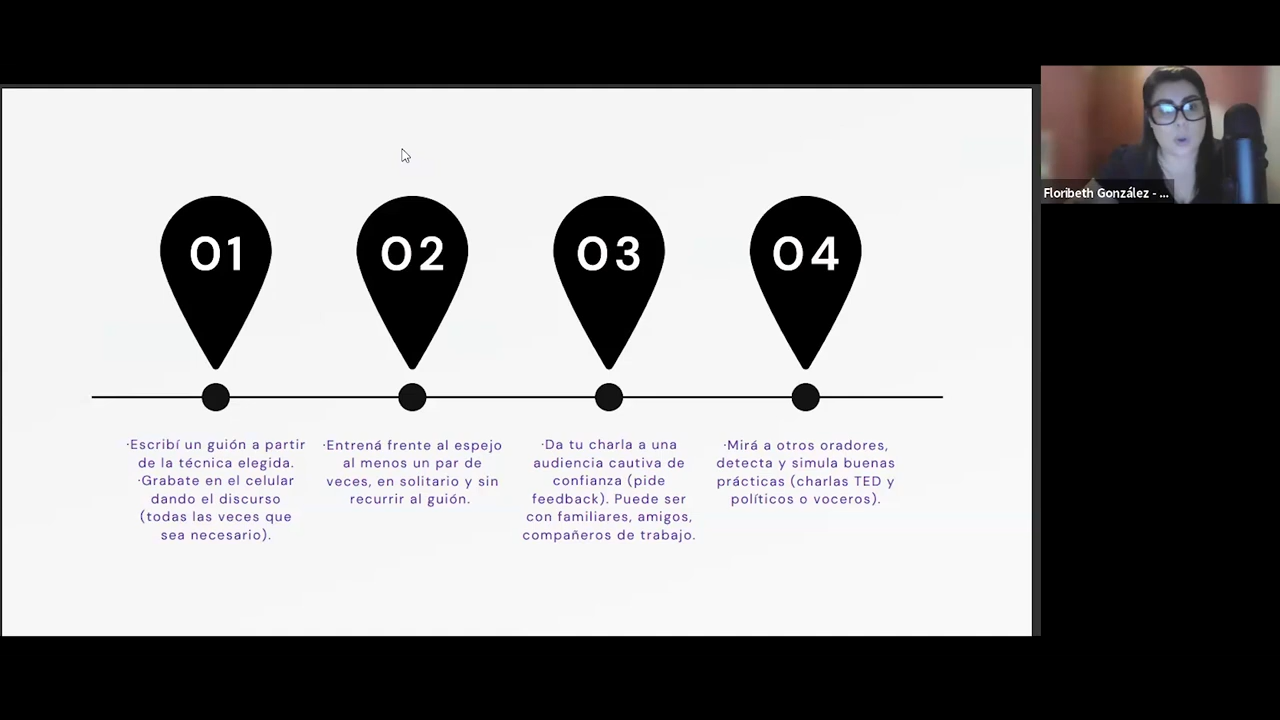 01
02
03
04
·Escribí un guión a partir
de la técnica elegida.
·Grabate en el celular
dando el discurso
(todas las veces que
sea necesario).
·Entrená frente al espejo
al menos un par de
veces, en solitario y sin
recurrir al guión.
·Da tu charla a una
audiencia cautiva de
confianza (pide
feedback). Puede ser
con familiares, amigos,
compañeros de trabajo.
·Mirá a otros oradores,
detecta y simula buenas
prácticas (charlas TED y
políticos o voceros).
Floribeth González - ...